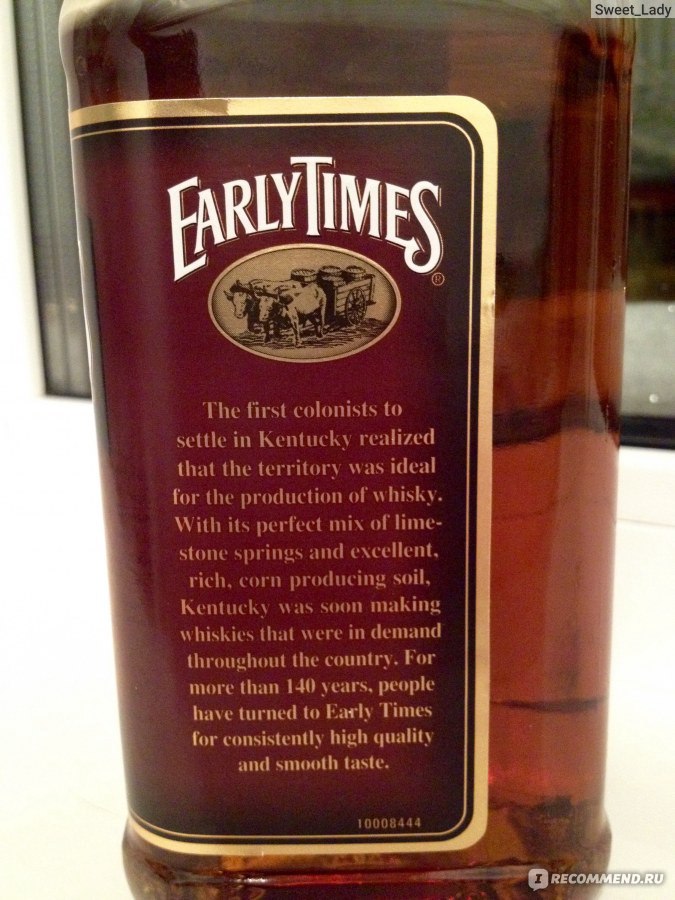 Sweet_Lady
EARLY TIMES
®
The first colonists to
settle in Kentucky realized
that the territory was ideal
for the production of whisky.
With its perfect mix of lime-
stone springs and excellent,
rich, corn producing soil,
Kentucky was soon making
whiskies that were in demand
throughout the country. For
more than 140 years, people
have turned to Early Times
for consistently high quality
and smooth taste.
10008444
IRECOMMEND.RU